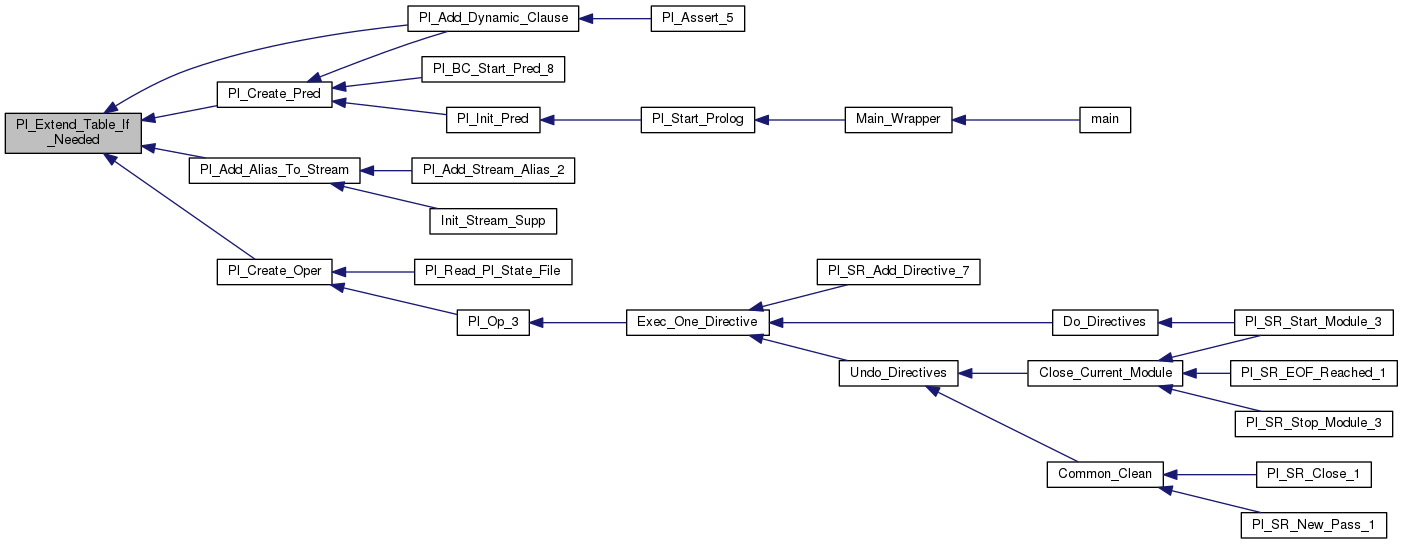 Pl_Add_Dynamic_Clause
Pl_Assert_5
Pl_BC_Start_Pred_8
Pl_Create_Pred
Pl_Init_Pred
Pl_Start_Prolog
Main_Wrapper
main
Pl_Extend_Table_If
_Needed
Pl_Add_Alias_To_Stream
Pl_Add_Stream_Alias_2
Init_Stream_Supp
Pl_Create_Oper
Pl_Read_Pl_State_File
Pl_SR_Add_Directive_7
Pl_Op_3
Exec_One_Directive
Do_Directives
Pl_SR_Start_Module_3
Undo_Directives
Close_Current_Module
Pl_SR_EOF_Reached_1
Pl_SR_Stop_Module_3
Common_Clean
Pl_SR_Close_1
Pl_SR_New_Pass_1